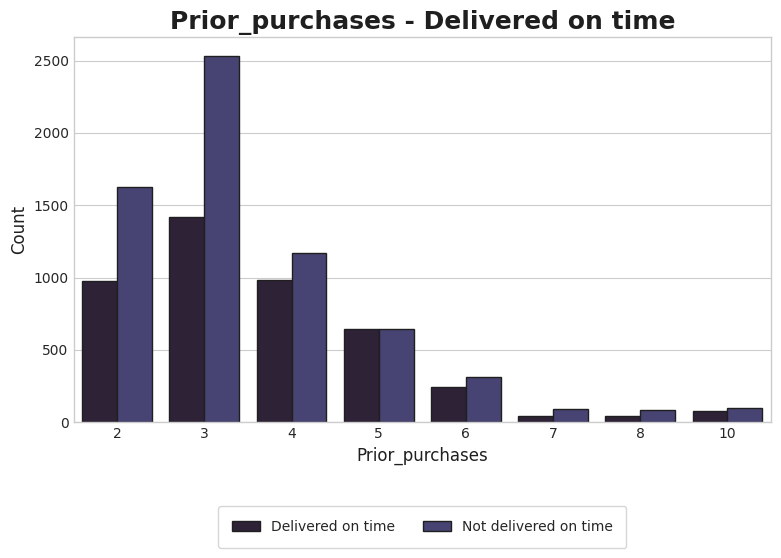 Prior_purchases - Delivered on time
2500
2000
1500
1000
500
0
Count
2 3 4 5 6 7 8 10
Prior_purchases
Delivered on time Not delivered on time